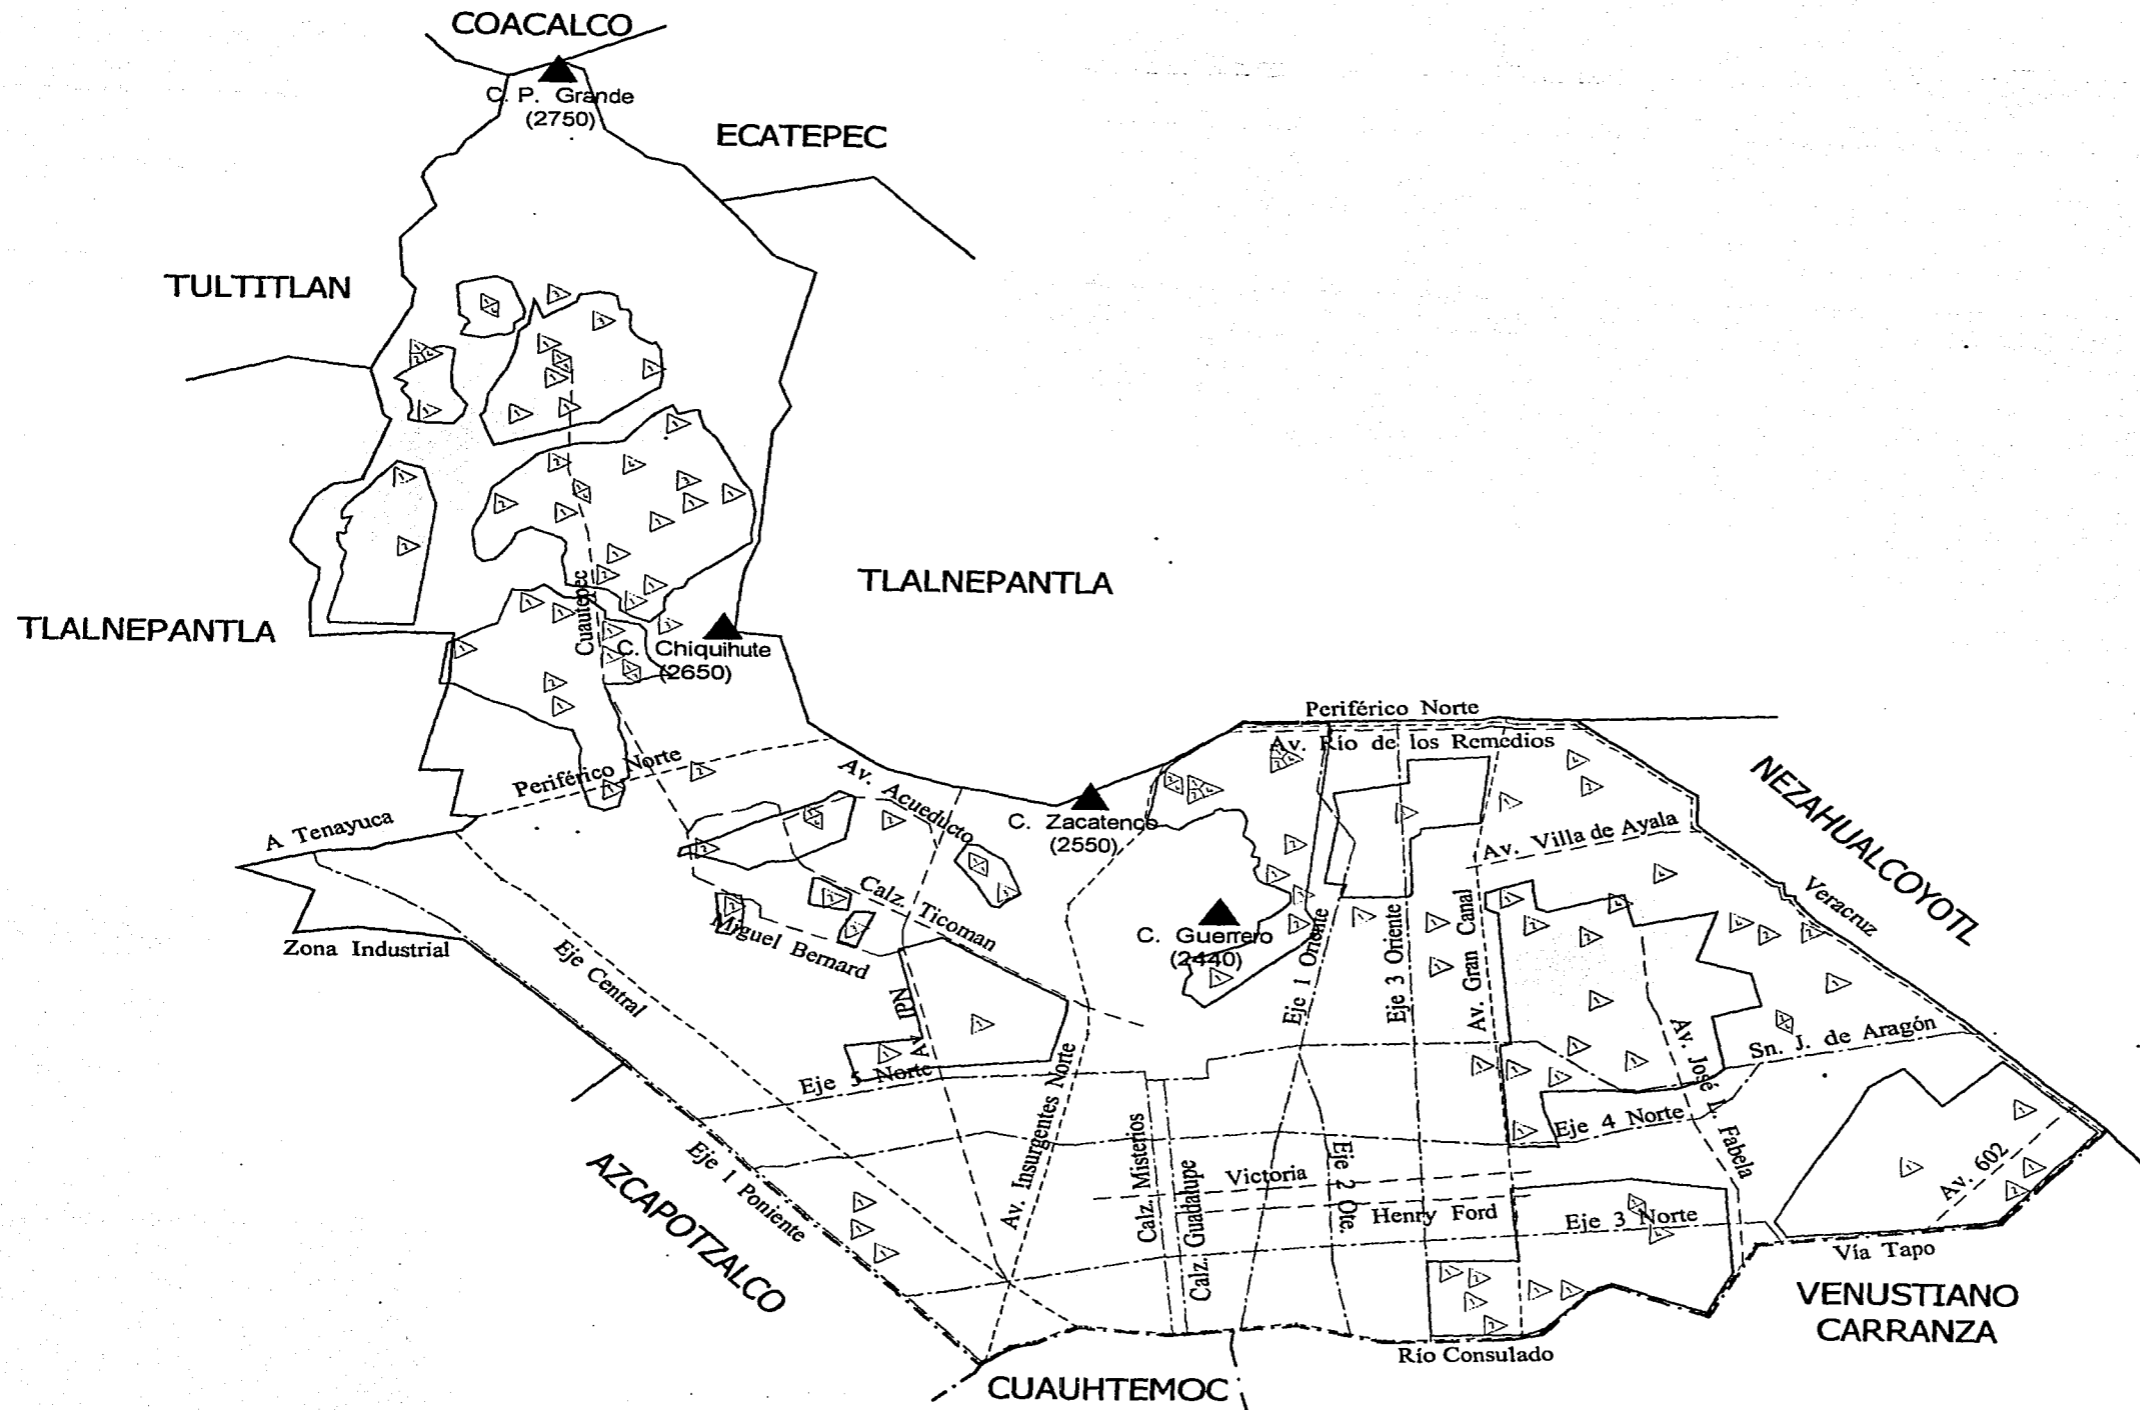 COACALCO
C. P. Grande
(2750)
ECATEPEC
TULTITLAN
TLALNEPANTLA
TLALNEPANTLA
Cuautepec
C. Chiquihute
(2650)
Periférico Norte
Av. Río de los Remedios
Periférico Norte
Av. Acueducto
NEZAHUALCOYOTL
A Tenayuca
C. Zacatenco
(2550)
Av. Villa de Ayala
Veracruz
Calz. Ticoman
Miguel Bernard
C. Guerrero
(2440)
Zona Industrial
Eje Central
AV. IPN
Eje 1 Oriente
Eje 3 Oriente
Av. Gran Canal
Av. José L. Fabela
Sn. J. de Aragón
Eje 5 Norte
Av. Insurgentes Norte
Eje 4 Norte
Eje 1 Poniente
Calz. Misterios
Calz. Guadalupe
Victoria
Eje 2 Ote.
Henry Ford
Eje 3 Norte
Av. 602
AZCAPOTZALCO
Vía Tapo
VENUSTIANO
CARRANZA
Río Consulado
CUAUHTEMOC